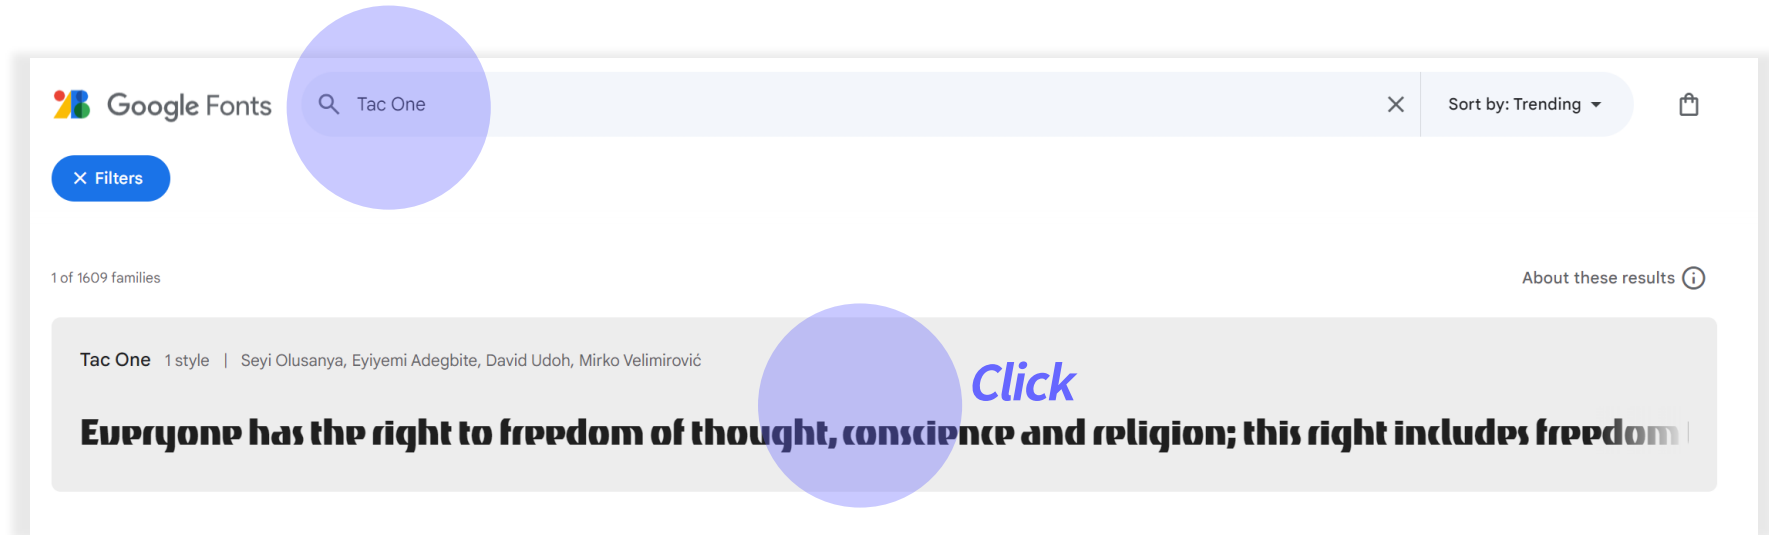 Google Fonts
Tac One
Sort by: Trending
Filters
1 of 1609 families
About these results
Tac One 1 style | Seyi Olusanya, Eyiyemi Adegbite, David Udoh, Mirko Velimirović
Click
Everyone has the right to freedom of thought, conscience and religion; this right includes freedom